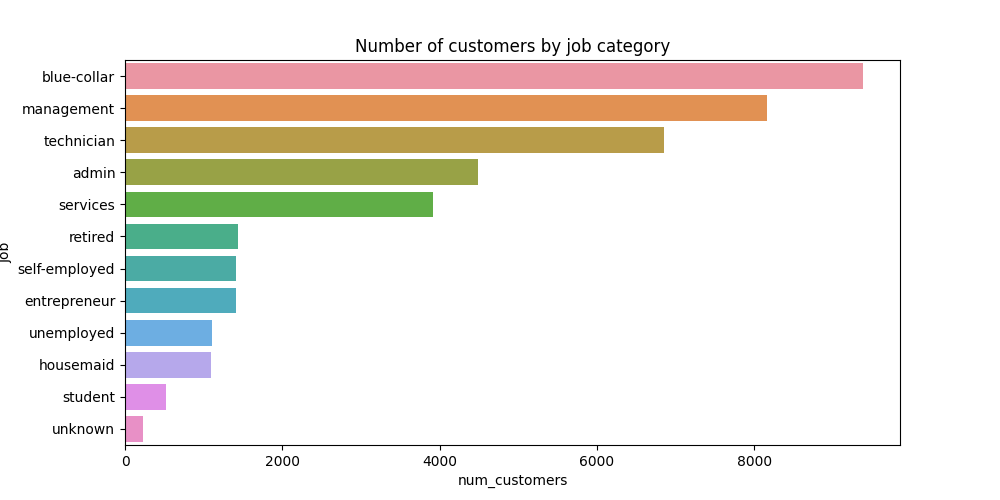 Number of customers by job category
blue-collar
management
technician
admin
services
retired
self-employed
entrepreneur
unemployed
housemaid
student
unknown
job
0 2000 4000 6000 8000
num_customers